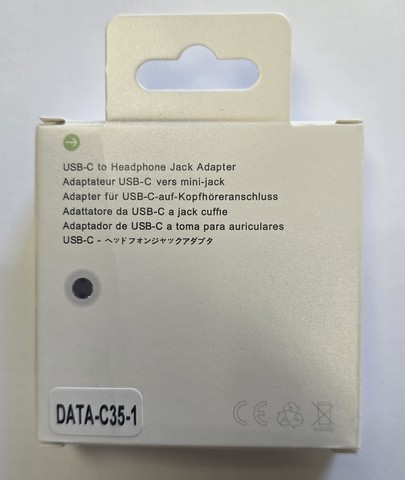 USB-C to Headphone Jack Adapter
Adaptateur USB-C vers mini-jack
Adapter für USB-C-auf-Kopfhöreranschluss
Adattatore da USB-C a jack cuffie
Adaptador de USB-C a toma para auriculares
USB-C - ヘッドフォンジャックアダプタ
DATA-C35-1
CE